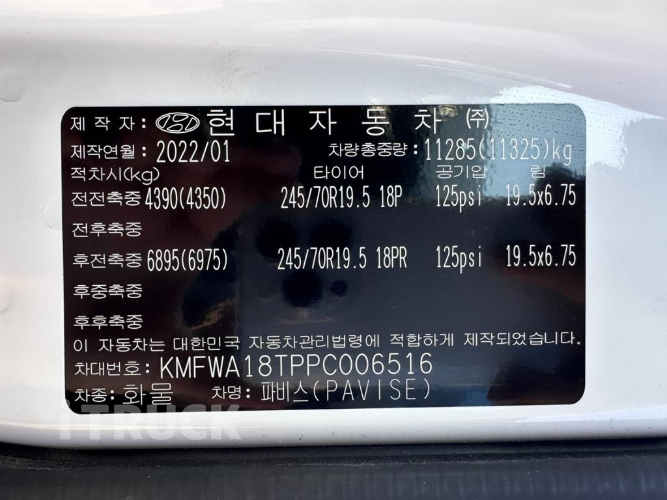 제작자: 현대자동차 ㈜
제작연월: 2022/01 차량총중량: 11285(11325)kg
적차시(kg) 타이어 공기압 림
전전축중 4390(4350) 245/70R19.5 18P 125psi 19.5x6.75
전후축중
후전축중 6895(6975) 245/70R19.5 18PR 125psi 19.5x6.75
후중축중
후후축중
이 자동차는 대한민국 자동차관리법령에 적합하게 제작되었습니다.
차대번호: KMFWA18TPPC006516
차종: 화물 차명: 파비스(PAVISE)
iTRUCK